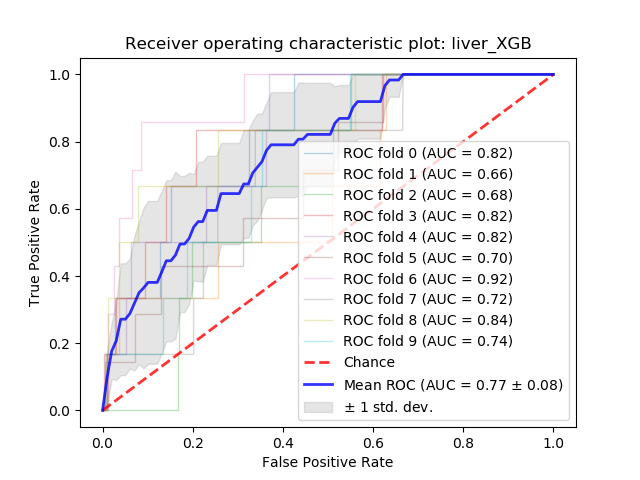 Receiver operating characteristic plot: liver_XGB
True Positive Rate
1.0
0.8
0.6
0.4
0.2
0.0
ROC fold 0 (AUC = 0.82)
ROC fold 1 (AUC = 0.66)
ROC fold 2 (AUC = 0.68)
ROC fold 3 (AUC = 0.82)
ROC fold 4 (AUC = 0.82)
ROC fold 5 (AUC = 0.70)
ROC fold 6 (AUC = 0.92)
ROC fold 7 (AUC = 0.72)
ROC fold 8 (AUC = 0.84)
ROC fold 9 (AUC = 0.74)
Chance
Mean ROC (AUC = 0.77 ± 0.08)
± 1 std. dev.
0.0 0.2 0.4 0.6 0.8 1.0
False Positive Rate